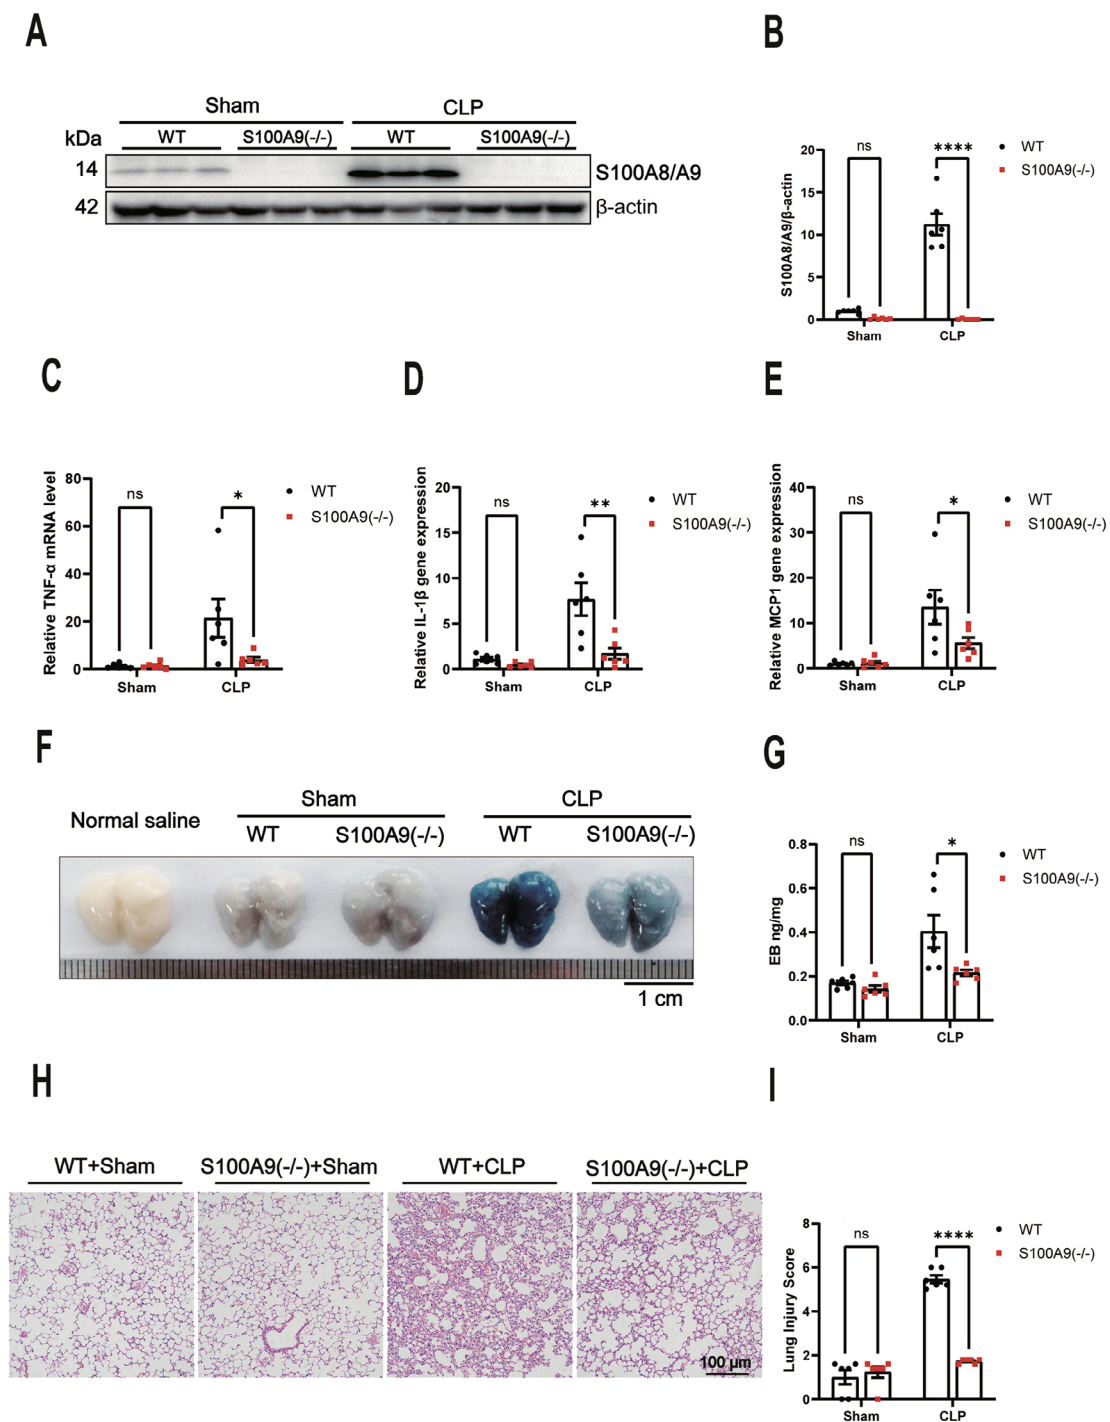 A
Sham CLP
kDa WT S100A9(-/-) WT S100A9(-/-)
14 S100A8/A9
42 β-actin
B
S100A8/A9/β-actin
20
15
10
5
0
ns ****
Sham CLP
WT
S100A9(-/-)
C
Relative TNF-α mRNA level
80
60
40
20
0
ns *
Sham CLP
WT
S100A9(-/-)
D
Relative IL-1β gene expression
20
15
10
5
0
ns **
Sham CLP
WT
S100A9(-/-)
E
Relative MCP1 gene expression
40
30
20
10
0
ns *
Sham CLP
WT
S100A9(-/-)
F
Sham CLP
Normal saline WT S100A9(-/-) WT S100A9(-/-)
1 cm
G
EB ng/mg
0.8
0.6
0.4
0.2
0.0
ns *
Sham CLP
WT
S100A9(-/-)
H
WT+Sham S100A9(-/-)+Sham WT+CLP S100A9(-/-)+CLP
100 μm
I
Lung Injury Score
8
6
4
2
0
ns ****
Sham CLP
WT
S100A9(-/-)